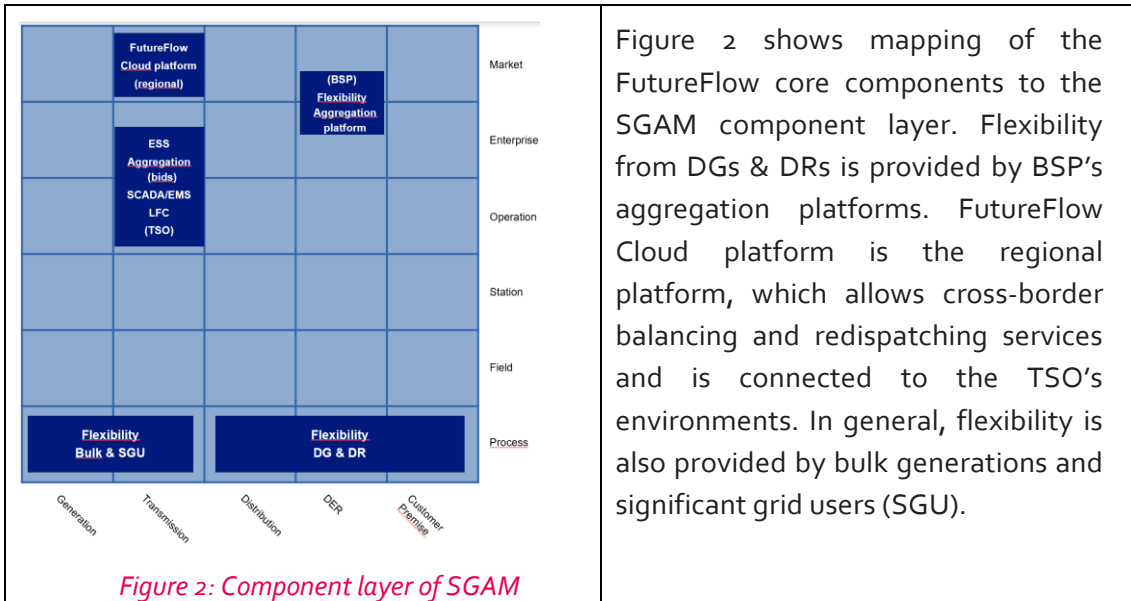 FutureFlow
Cloud platform
(regional)
Market
(BSP)
Flexibility
Aggregation
platform
Enterprise
ESS
Aggregation
(bids)
SCADA/EMS
LFC
(TSO)
Operation
Station
Field
Flexibility
Bulk & SGU
Flexibility
DG & DR
Process
Generation
Transmission
Distribution
DER
Customer
Premise
Figure 2: Component layer of SGAM
Figure 2 shows mapping of the
FutureFlow core components to the
SGAM component layer. Flexibility
from DGs & DRs is provided by BSP's
aggregation platforms. FutureFlow
Cloud platform is the regional
platform, which allows cross-border
balancing and redispatching services
and is connected to the TSO's
environments. In general, flexibility is
also provided by bulk generations and
significant grid users (SGU).